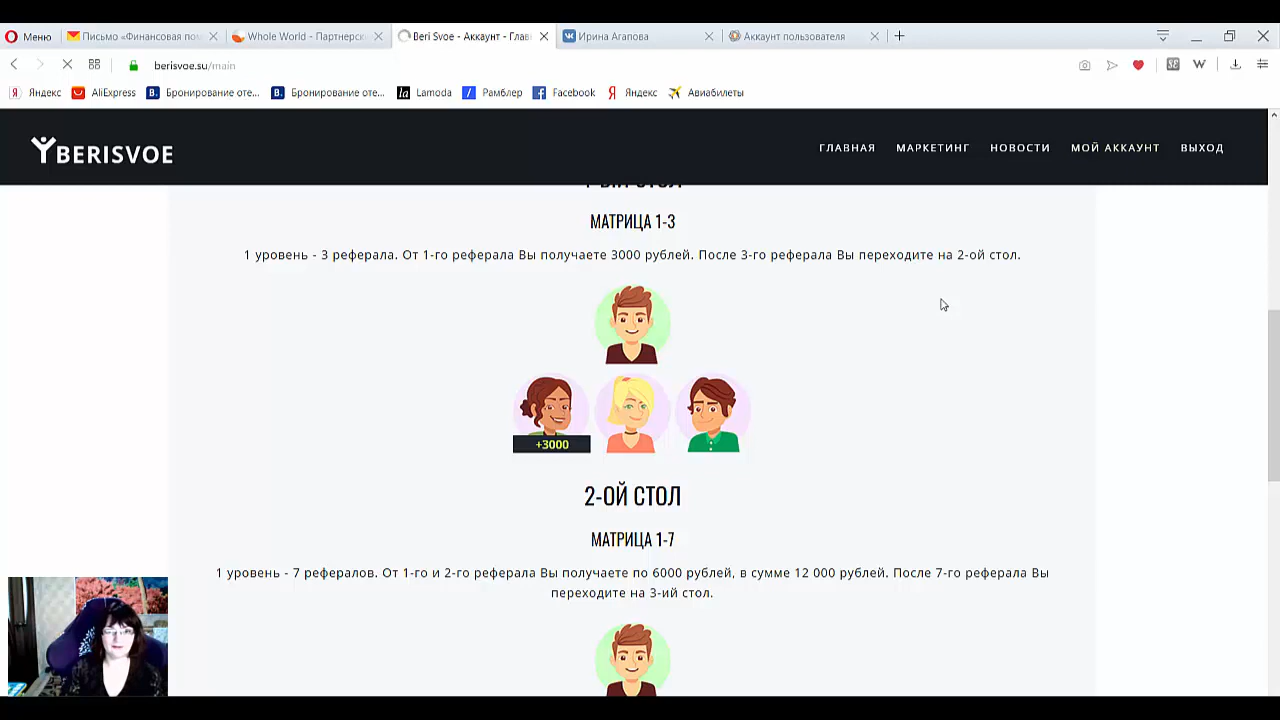 Меню
Письмо «Финансовая пом
Whole World - Партнерск
Beri Svoe - Аккаунт - Глав
Ирина Агапова
Аккаунт пользователя
berisvoe.su/main
Яндекс
AliExpress
Бронирование оте...
Бронирование оте...
Lamoda
Рамблер
Facebook
Яндекс
Авиабилеты
BERISVOE
ГЛАВНАЯ
МАРКЕТИНГ
НОВОСТИ
МОЙ АККАУНТ
ВЫХОД
МАТРИЦА 1-3
1 уровень - 3 реферала. От 1-го реферала Вы получаете 3000 рублей. После 3-го реферала Вы переходите на 2-ой стол.
+3000
2-ОЙ СТОЛ
МАТРИЦА 1-7
1 уровень - 7 рефералов. От 1-го и 2-го реферала Вы получаете по 6000 рублей, в сумме 12 000 рублей. После 7-го реферала Вы
переходите на 3-ий стол.